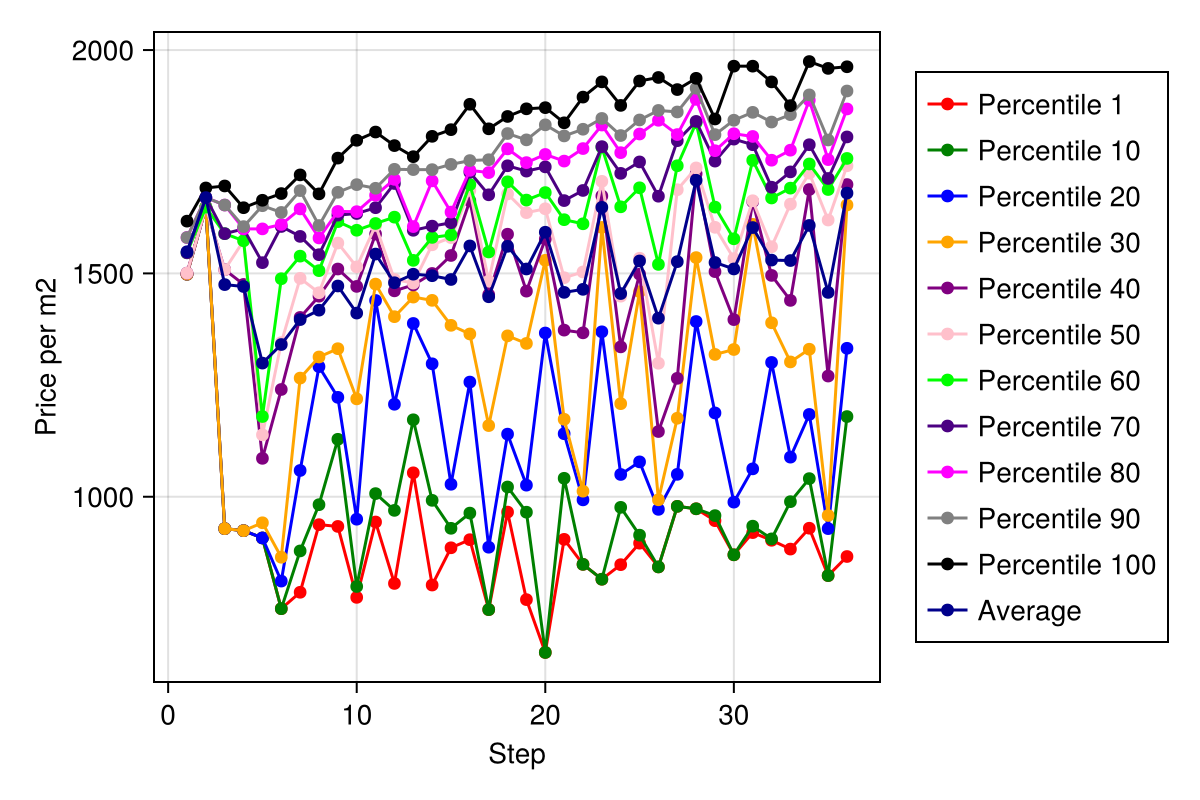 2000
1500
1000
Price per m2
0 10 20 30
Step
Percentile 1
Percentile 10
Percentile 20
Percentile 30
Percentile 40
Percentile 50
Percentile 60
Percentile 70
Percentile 80
Percentile 90
Percentile 100
Average